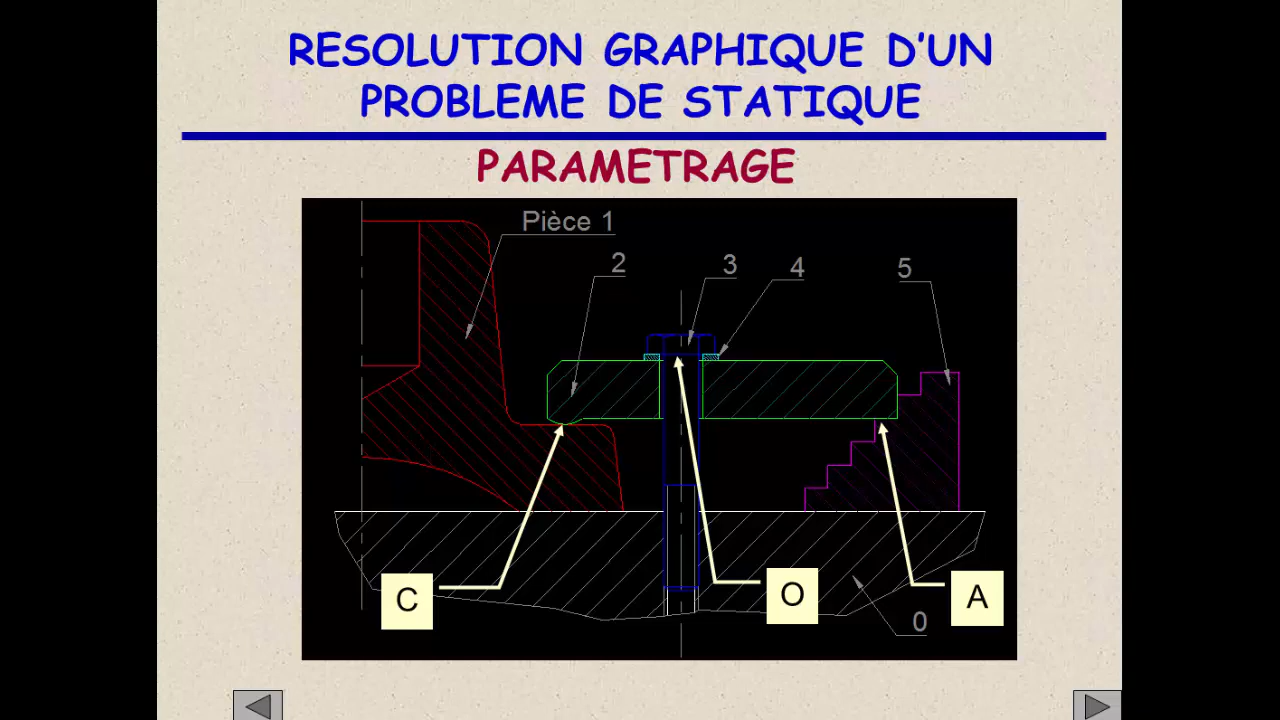 RESOLUTION GRAPHIQUE D'UN
PROBLEME DE STATIQUE
PARAMETRAGE
Pièce 1
2
3
4
5
C
O
A
0